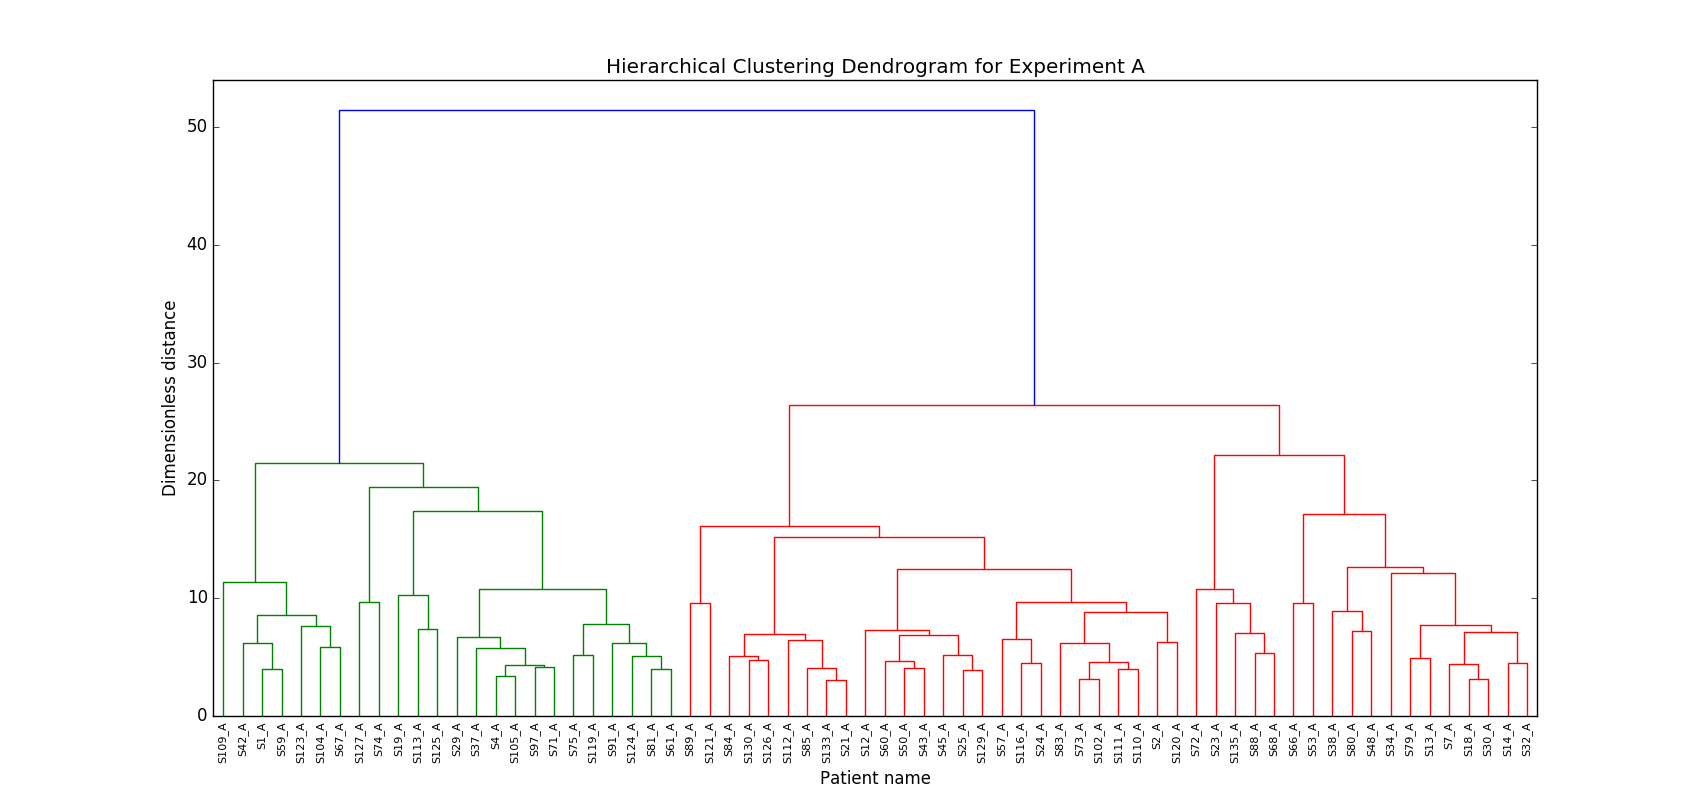 Hierarchical Clustering Dendrogram for Experiment A
Dimensionless distance
50
40
30
20
10
0
S109_A
S42_A
S1_A
S59_A
S123_A
S104_A
S67_A
S127_A
S74_A
S19_A
S113_A
S125_A
S29_A
S37_A
S4_A
S105_A
S97_A
S71_A
S75_A
S119_A
S91_A
S124_A
S81_A
S61_A
S89_A
S121_A
S84_A
S130_A
S126_A
S112_A
S85_A
S133_A
S21_A
S12_A
S60_A
S50_A
S43_A
S45_A
S25_A
S129_A
S57_A
S116_A
S24_A
S83_A
S73_A
S102_A
S111_A
S110_A
S2_A
S120_A
S72_A
S23_A
S135_A
S88_A
S68_A
S66_A
S53_A
S38_A
S80_A
S48_A
S34_A
S79_A
S13_A
S7_A
S18_A
S30_A
S14_A
S32_A
Patient name